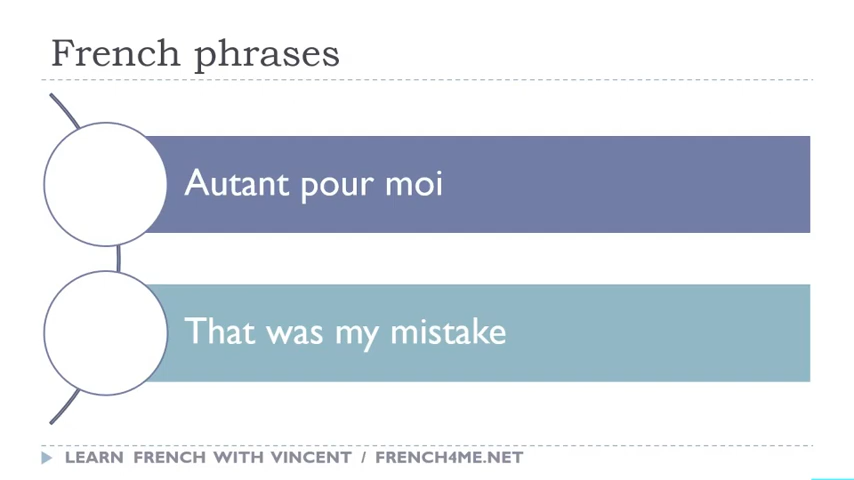 French phrases
Autant pour moi
That was my mistake
LEARN FRENCH WITH VINCENT / FRENCH4ME.NET